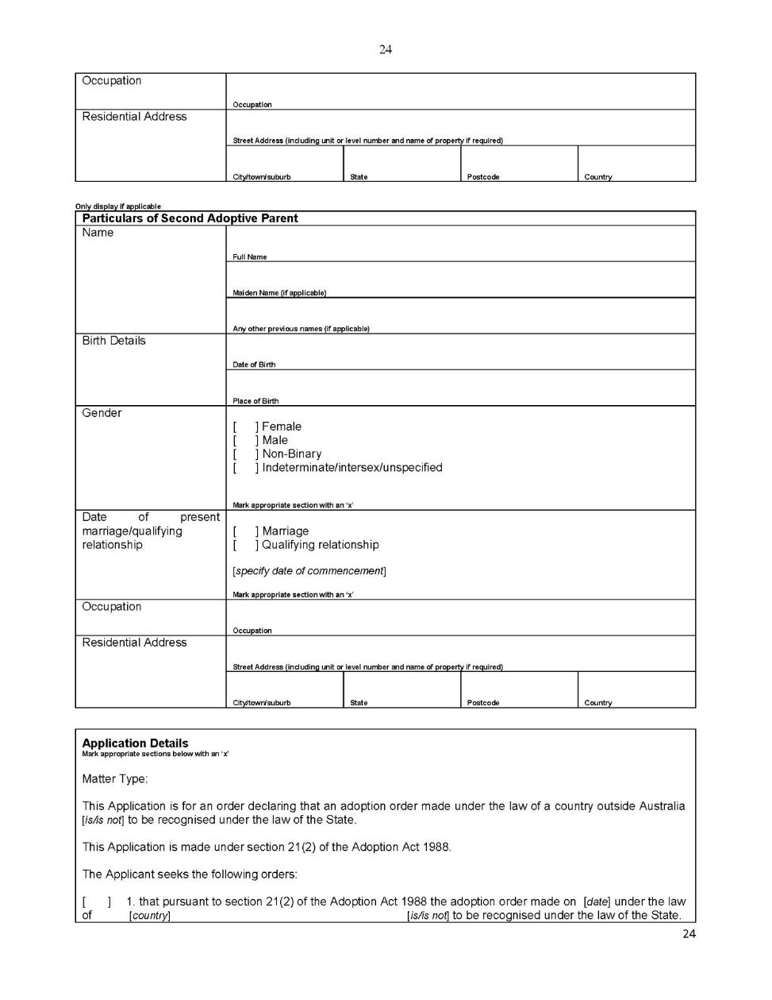 24
Occupation
Occupation
Residential Address
Street Address (including unit or level number and name of property if required)
City/town/suburb State Postcode Country
Only display if applicable
Particulars of Second Adoptive Parent
Name
Full Name
Maiden Name (if applicable)
Any other previous names (if applicable)
Birth Details
Date of Birth
Place of Birth
Gender
[ ] Female
[ ] Male
[ ] Non-Binary
[ ] Indeterminate/intersex/unspecified
Mark appropriate section with an ‘x’
Date of present
marriage/qualifying
relationship
[ ] Marriage
[ ] Qualifying relationship
[specify date of commencement]
Mark appropriate section with an ‘x’
Occupation
Occupation
Residential Address
Street Address (including unit or level number and name of property if required)
City/town/suburb State Postcode Country
Application Details
Mark appropriate sections below with an ‘x’
Matter Type:
This Application is for an order declaring that an adoption order made under the law of a country outside Australia
[is/is not] to be recognised under the law of the State.
This Application is made under section 21(2) of the Adoption Act 1988.
The Applicant seeks the following orders:
[ ] 1. that pursuant to section 21(2) of the Adoption Act 1988 the adoption order made on [date] under the law
of [country] [is/is not] to be recognised under the law of the State.
24